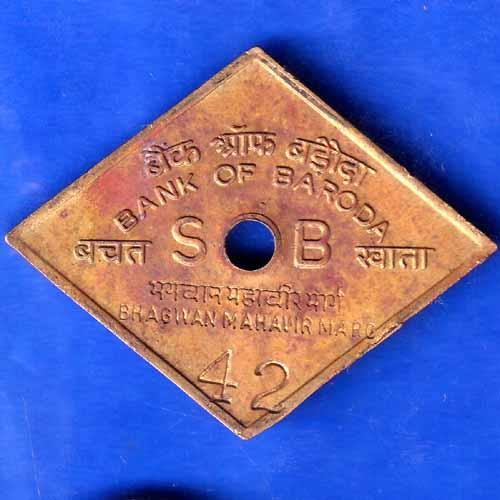 बैंक ऑफ़ बड़ौदा
BANK OF BARODA
बचत S B खाता
भगवान महावीर मार्ग
BHAGWAN MAHAVIR MARG
42